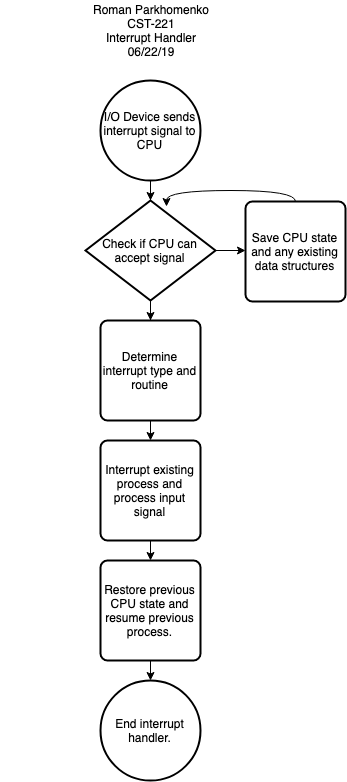 Roman Parkhomenko
CST-221
Interrupt Handler
06/22/19
I/O Device sends
interrupt signal to
CPU
Check if CPU can
accept signal
Save CPU state
and any existing
data structures
Determine
interrupt type and
routine
Interrupt existing
process and
process input
signal
Restore previous
CPU state and
resume previous
process.
End interrupt
handler.